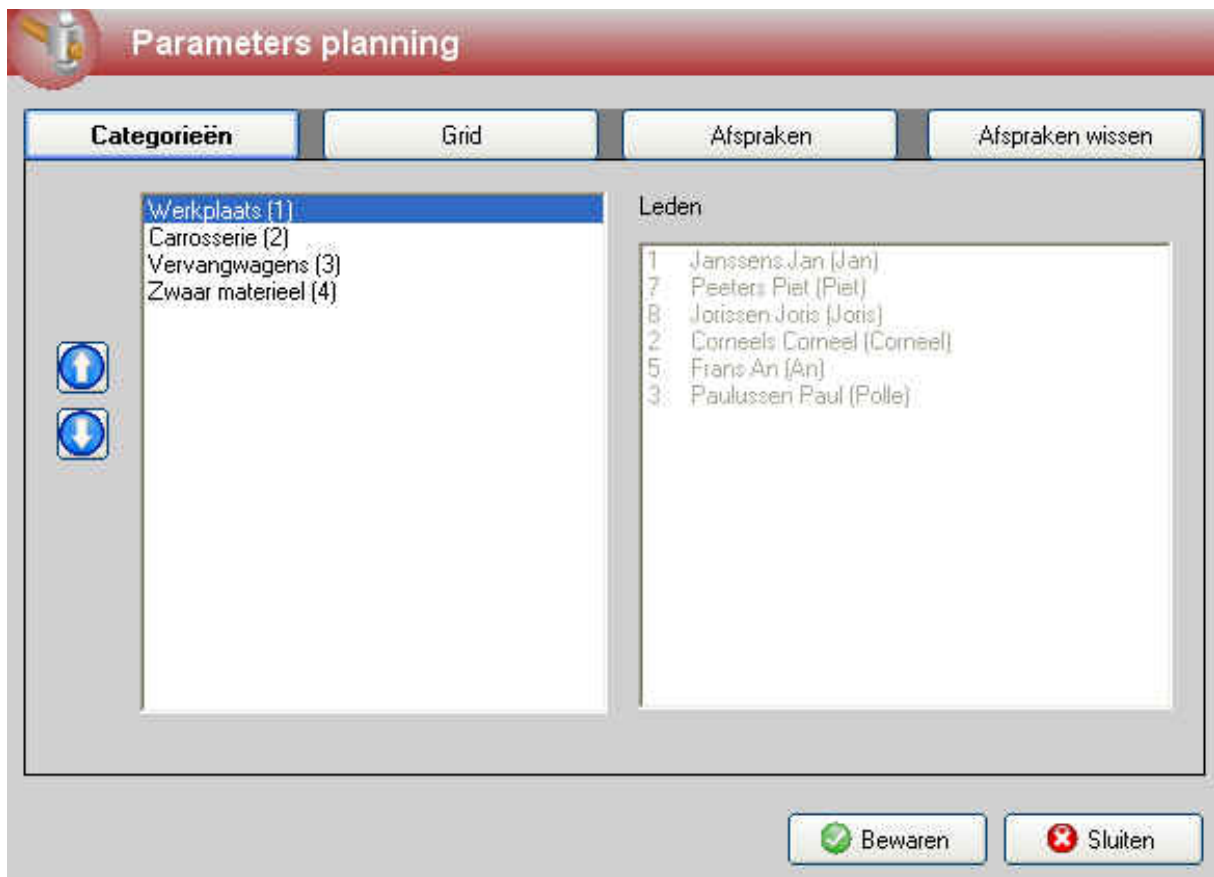 Parameters planning
Categorieën
Grid
Afspraken
Afspraken wissen
Werkplaats (1)
Carrosserie (2)
Vervangwagens (3)
Zwaar materieel (4)
Leden
1 Janssens Jan (Jan)
7 Peeters Piet (Piet)
8 Jorissen Joris (Joris)
2 Corneels Corneel (Corneel)
5 Frans An (An)
3 Paulussen Paul (Polle)
Bewaren
Sluiten